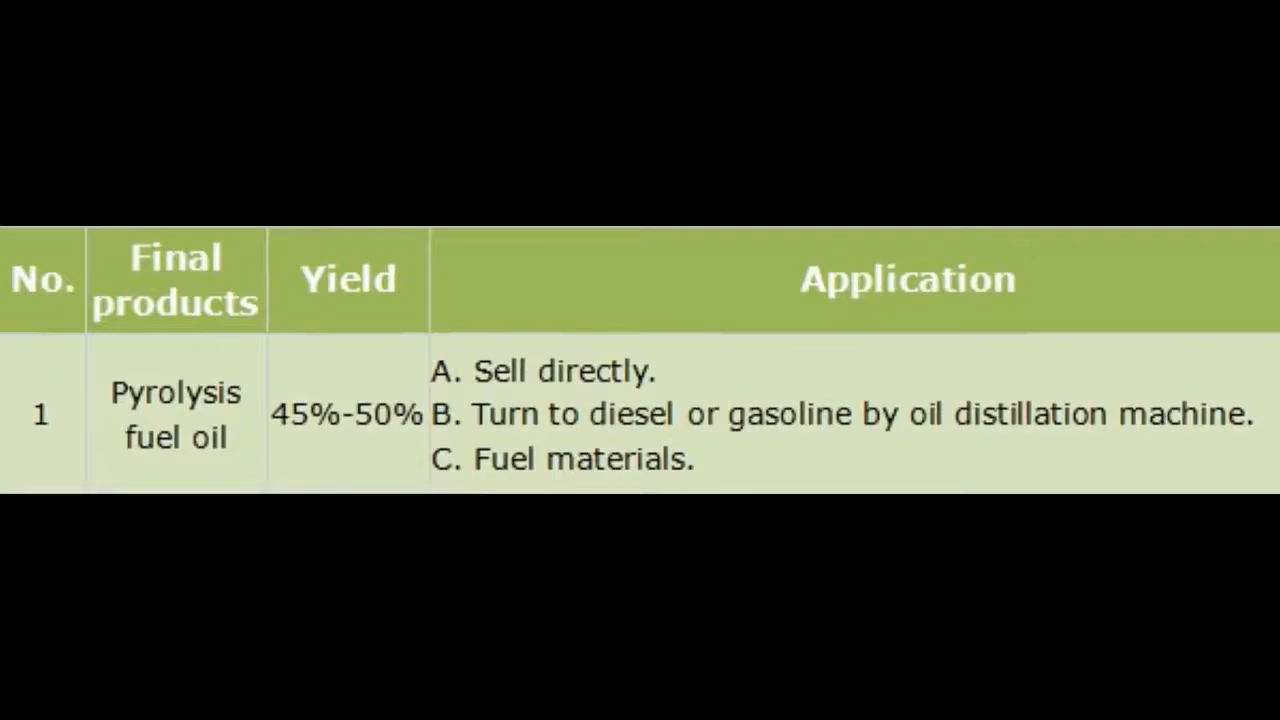 No.
Final
products
Yield
Application
1
Pyrolysis
fuel oil
45%-50%
A. Sell directly.
B. Turn to diesel or gasoline by oil distillation machine.
C. Fuel materials.